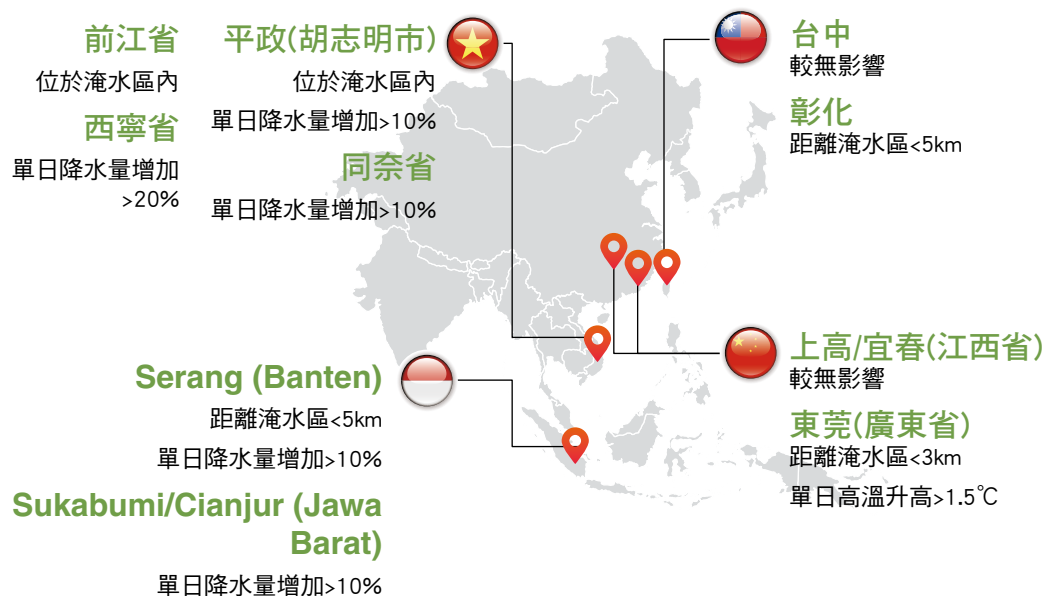 前江省
位於淹水區內
西寧省
單日降水量增加
>20%
平政(胡志明市)
位於淹水區內
單日降水量增加>10%
同奈省
單日降水量增加>10%
台中
較無影響
彰化
距離淹水區<5km
Serang (Banten)
距離淹水區<5km
單日降水量增加>10%
Sukabumi/Cianjur (Jawa
Barat)
單日降水量增加>10%
上高/宜春(江西省)
較無影響
東莞(廣東省)
距離淹水區<3km
單日高溫升高>1.5℃